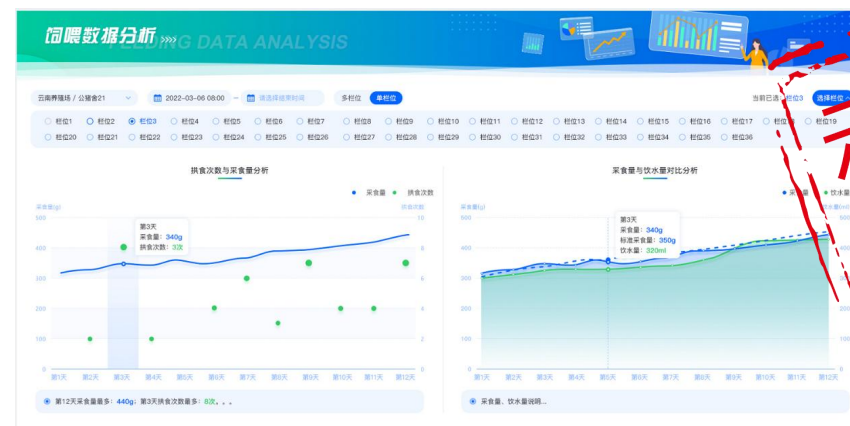 饲喂数据分析 >>>>
FEEDING DATA ANALYSIS
云南养殖场 / 公猪舍21 2022-03-06 08:00 - 请选择结束时间 多栏位 单栏位 当前已选: 栏位3 选择栏位
栏位1 栏位2 栏位3 栏位4 栏位5 栏位6 栏位7 栏位8 栏位9 栏位10 栏位11 栏位12 栏位13 栏位14 栏位15 栏位16 栏位17 栏位19
栏位20 栏位21 栏位22 栏位23 栏位24 栏位25 栏位26 栏位27 栏位28 栏位29 栏位30 栏位31 栏位32 栏位33 栏位34 栏位35 栏位36
拱食次数与采食量分析
采食量 拱食次数
采食量(g) 拱食次数
500 10
第3天
采食量: 340g
拱食次数: 3次
400 8
300 6
200 4
100 2
0 0
第1天 第2天 第3天 第4天 第5天 第6天 第7天 第8天 第9天 第10天 第11天 第12天
第12天采食量最多: 440g; 第3天拱食次数最多: 8次。。。
采食量与饮水量对比分析
采食量 饮水量
采食量(g) 饮水量(ml)
500 500
第3天
采食量: 340g
标准采食量: 350g
饮水量: 320ml
400 400
300
200 200
100 100
0 0
第1天 第2天 第3天 第4天 第5天 第6天 第7天 第8天 第9天 第10天 第11天 第12天
采食量、饮水量说明...